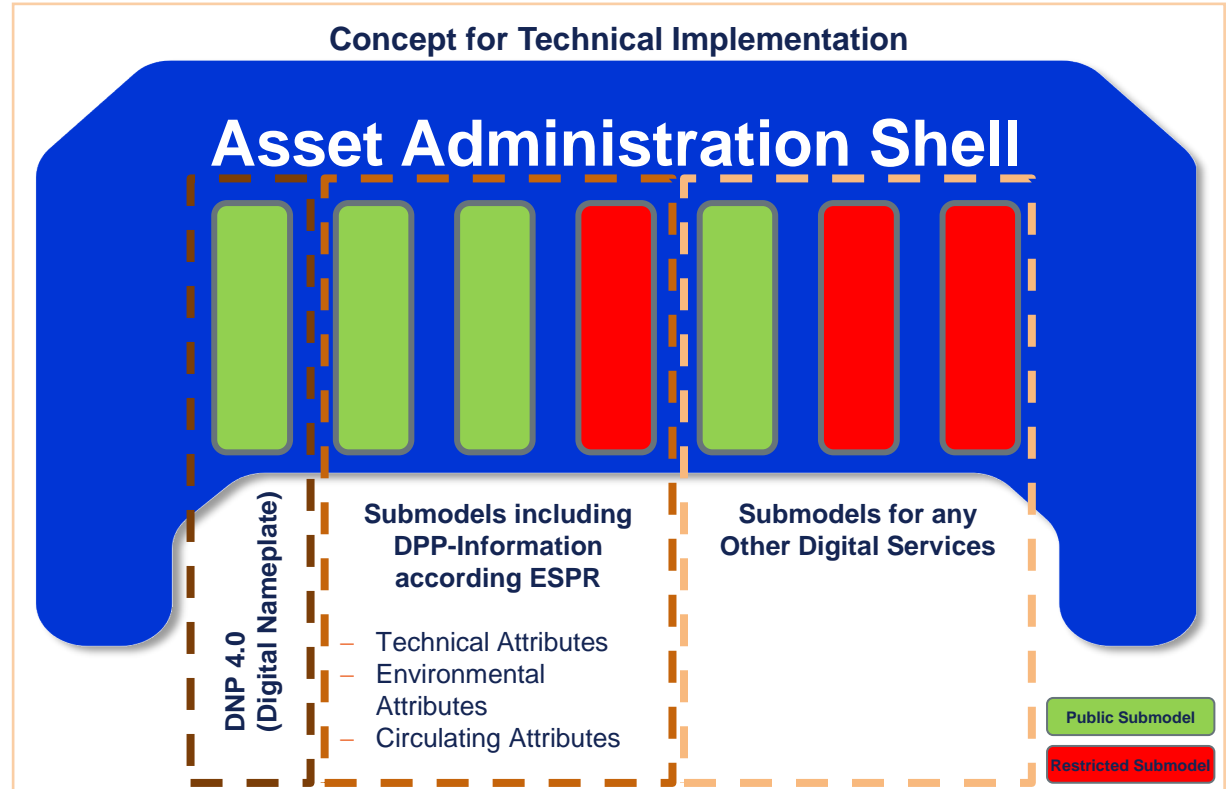 Concept for Technical Implementation
Asset Administration Shell
DNP 4.0
(Digital Nameplate)
Submodels including
DPP-Information
according ESPR
– Technical Attributes
– Environmental
Attributes
– Circulating Attributes
Submodels for any
Other Digital Services
Public Submodel
Restricted Submodel